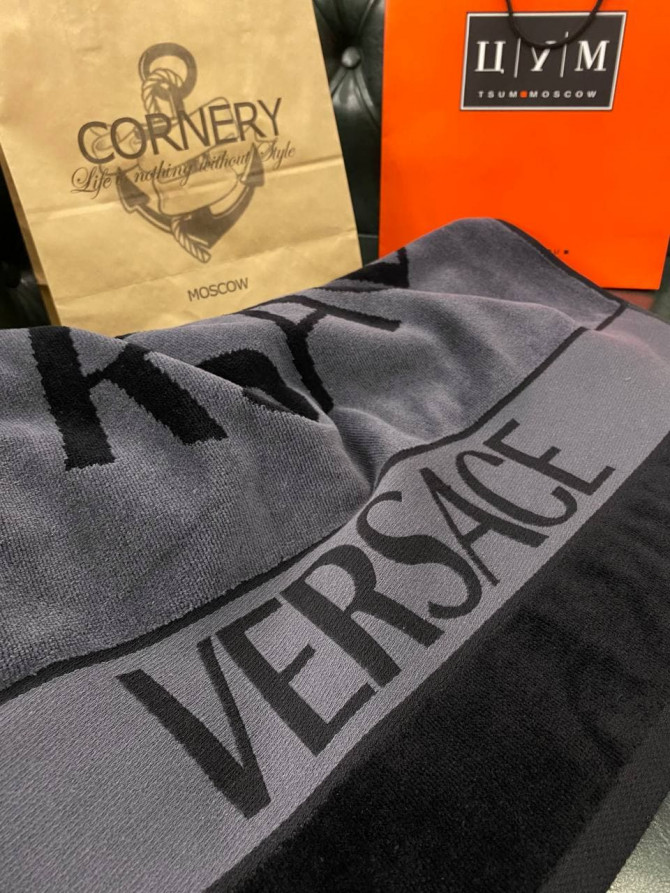 CORNERY
Life is nothing without Style
MOSCOW
Ц|У|М
TSUM MOSCOW
VERSACE